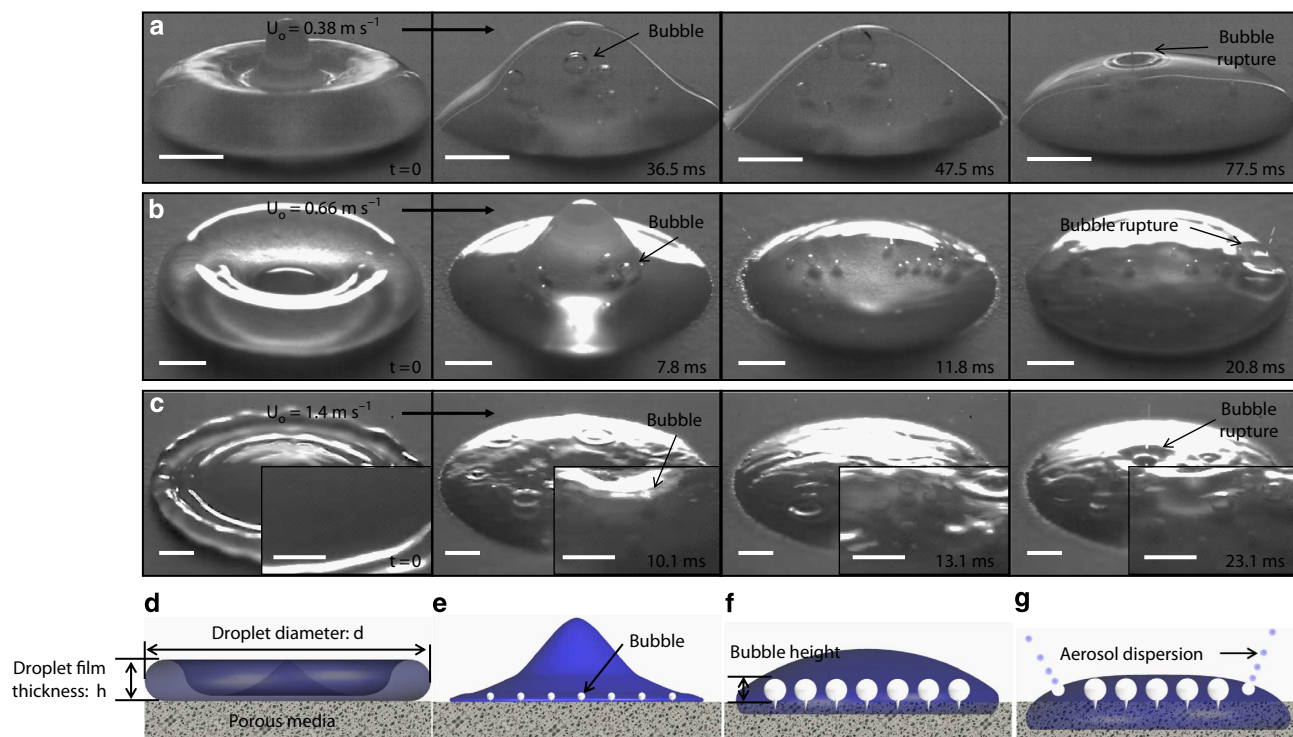 a
U₀ = 0.38 m s⁻¹
Bubble
Bubble
rupture
t = 0
36.5 ms
47.5 ms
77.5 ms
b
U₀ = 0.66 m s⁻¹
Bubble
Bubble rupture
t = 0
7.8 ms
11.8 ms
20.8 ms
c
U₀ = 1.4 m s⁻¹
Bubble
Bubble
rupture
t = 0
10.1 ms
13.1 ms
23.1 ms
d
e
f
g
Droplet diameter: d
Droplet film
thickness: h
Porous media
Bubble
Bubble height
Aerosol dispersion